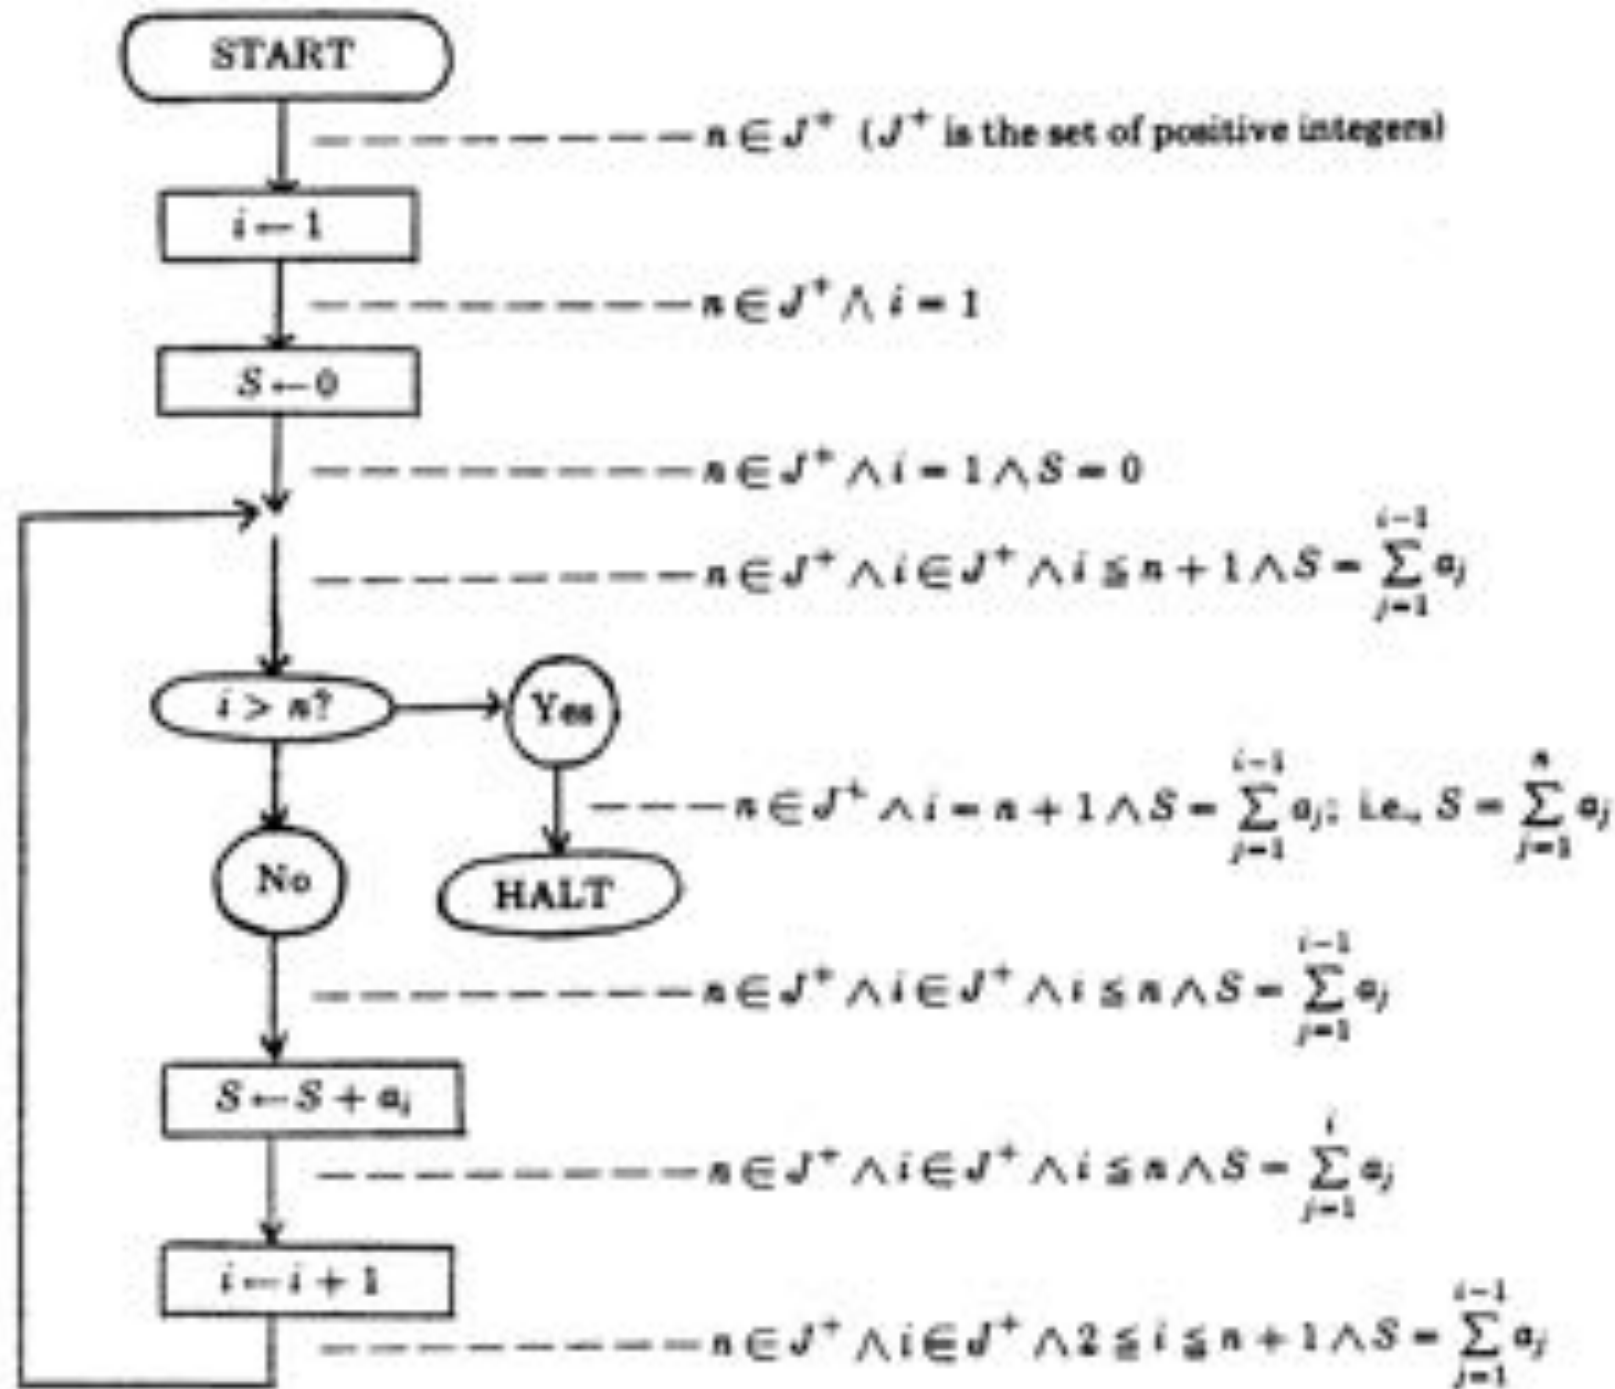 START
n ∈ J⁺ (J⁺ is the set of positive integers)
i ← 1
n ∈ J⁺ ∧ i = 1
S ← 0
n ∈ J⁺ ∧ i = 1 ∧ S = 0
n ∈ J⁺ ∧ i ∈ J⁺ ∧ i ≦ n + 1 ∧ S = ∑_{j=1}^{i−1} a_j
i > n?
Yes
n ∈ J⁺ ∧ i = n + 1 ∧ S = ∑_{j=1}^{i−1} a_j; i.e., S = ∑_{j=1}^{n} a_j
No
HALT
n ∈ J⁺ ∧ i ∈ J⁺ ∧ i ≦ n ∧ S = ∑_{j=1}^{i−1} a_j
S ← S + a_i
n ∈ J⁺ ∧ i ∈ J⁺ ∧ i ≦ n ∧ S = ∑_{j=1}^{i} a_j
i ← i + 1
n ∈ J⁺ ∧ i ∈ J⁺ ∧ 2 ≦ i ≦ n + 1 ∧ S = ∑_{j=1}^{i−1} a_j